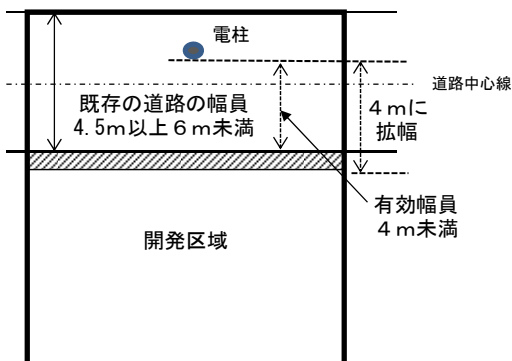 電柱
道路中心線
既存の道路の幅員
4.5m以上6m未満
4mに
拡幅
有効幅員
4m未満
開発区域